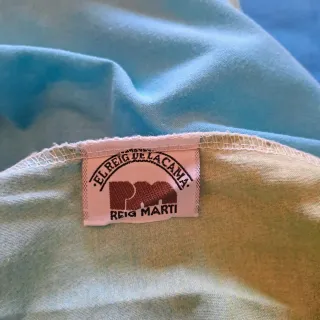 ·EL REIG DE LA CAMA·
RM
REIG MARTI